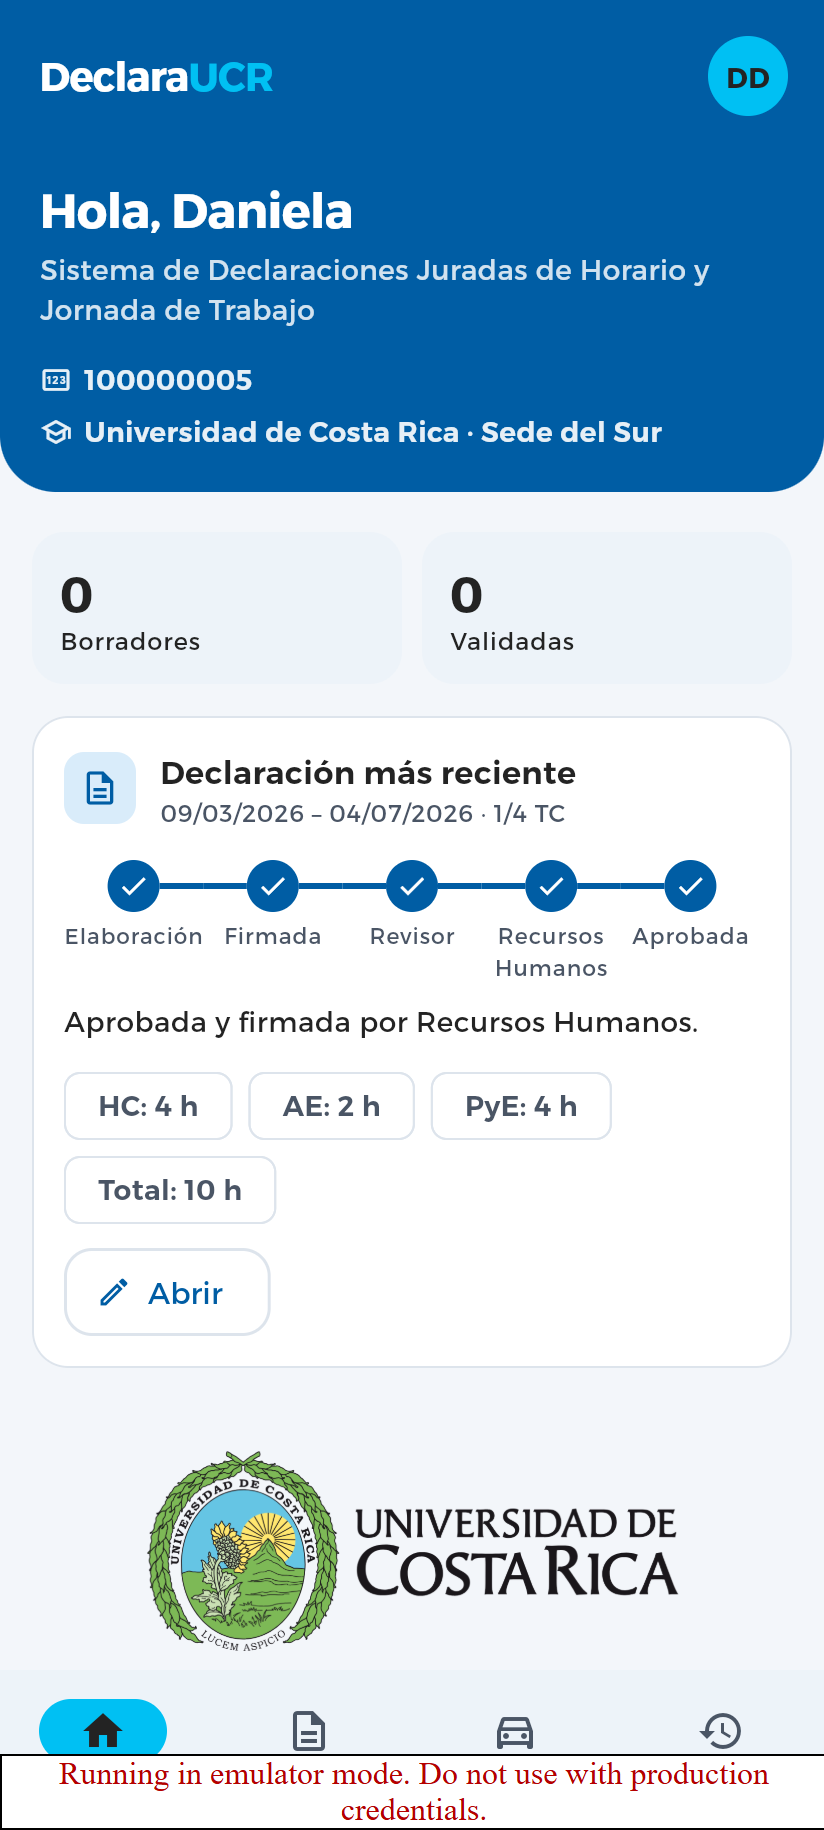 DeclaraUCR
DD
Hola, Daniela
Sistema de Declaraciones Juradas de Horario y
Jornada de Trabajo
123 100000005
Universidad de Costa Rica · Sede del Sur
0
Borradores
0
Validadas
Declaración más reciente
09/03/2026 – 04/07/2026 · 1/4 TC
Elaboración
Firmada
Revisor
Recursos
Humanos
Aprobada
Aprobada y firmada por Recursos Humanos.
HC: 4 h
AE: 2 h
PyE: 4 h
Total: 10 h
Abrir
UNIVERSIDAD DE COSTA RICA
LUCEM ASPICIO
UNIVERSIDAD DE
COSTA RICA
Running in emulator mode. Do not use with production
credentials.